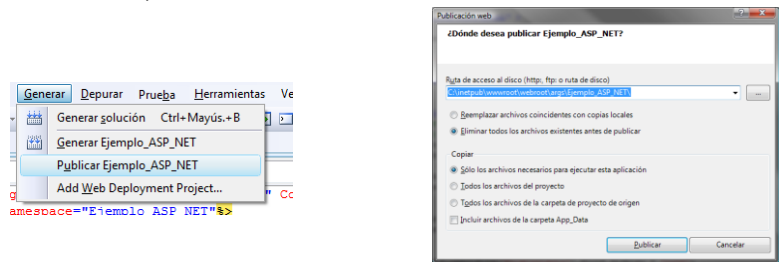 Generar Depurar Prueba Herramientas Ve
Generar solución Ctrl+Mayús.+B
Generar Ejemplo_ASP_NET
Publicar Ejemplo_ASP_NET
Add Web Deployment Project...
" Co
amespace="Ejemplo_ASP_NET"%>
Publicación web
¿Dónde desea publicar Ejemplo_ASP_NET?
Ruta de acceso al disco (http:, ftp: o ruta de disco)
C:\inetpub\wwwroot\webroot\args\Ejemplo_ASP_NET\
...
Reemplazar archivos coincidentes con copias locales
Eliminar todos los archivos existentes antes de publicar
Copiar
Sólo los archivos necesarios para ejecutar esta aplicación
Todos los archivos del proyecto
Todos los archivos de la carpeta de proyecto de origen
Incluir archivos de la carpeta App_Data
Publicar Cancelar